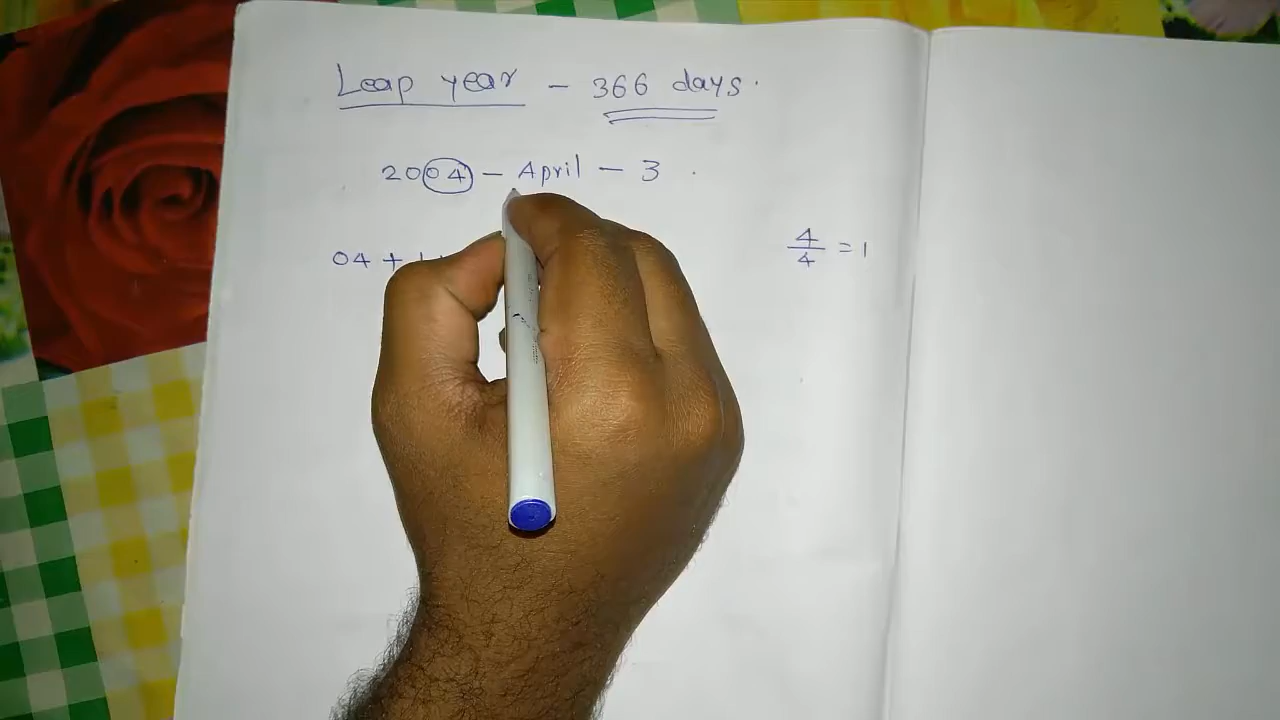 Leap year - 366 days.
2004 - April - 3.
04 +
4/4 = 1